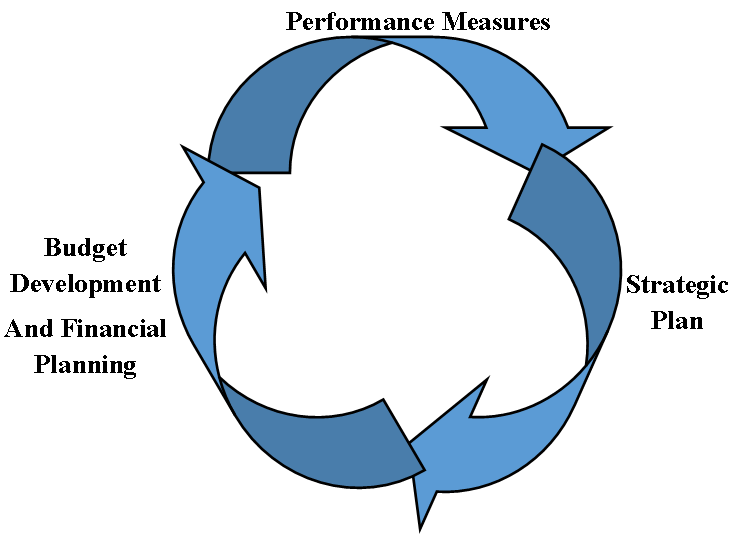 Performance Measures
Budget
Development
And Financial
Planning
Strategic
Plan